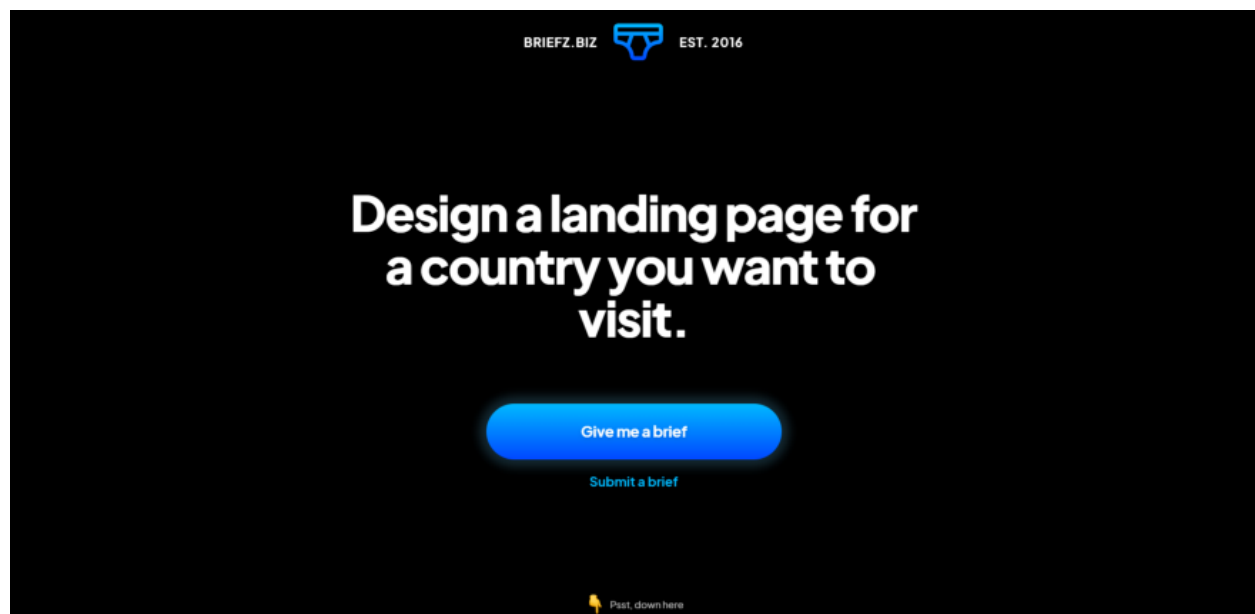 BRIEFZ.BIZ EST. 2016
Design a landing page for
a country you want to
visit.
Give me a brief
Submit a brief
Psst, down here